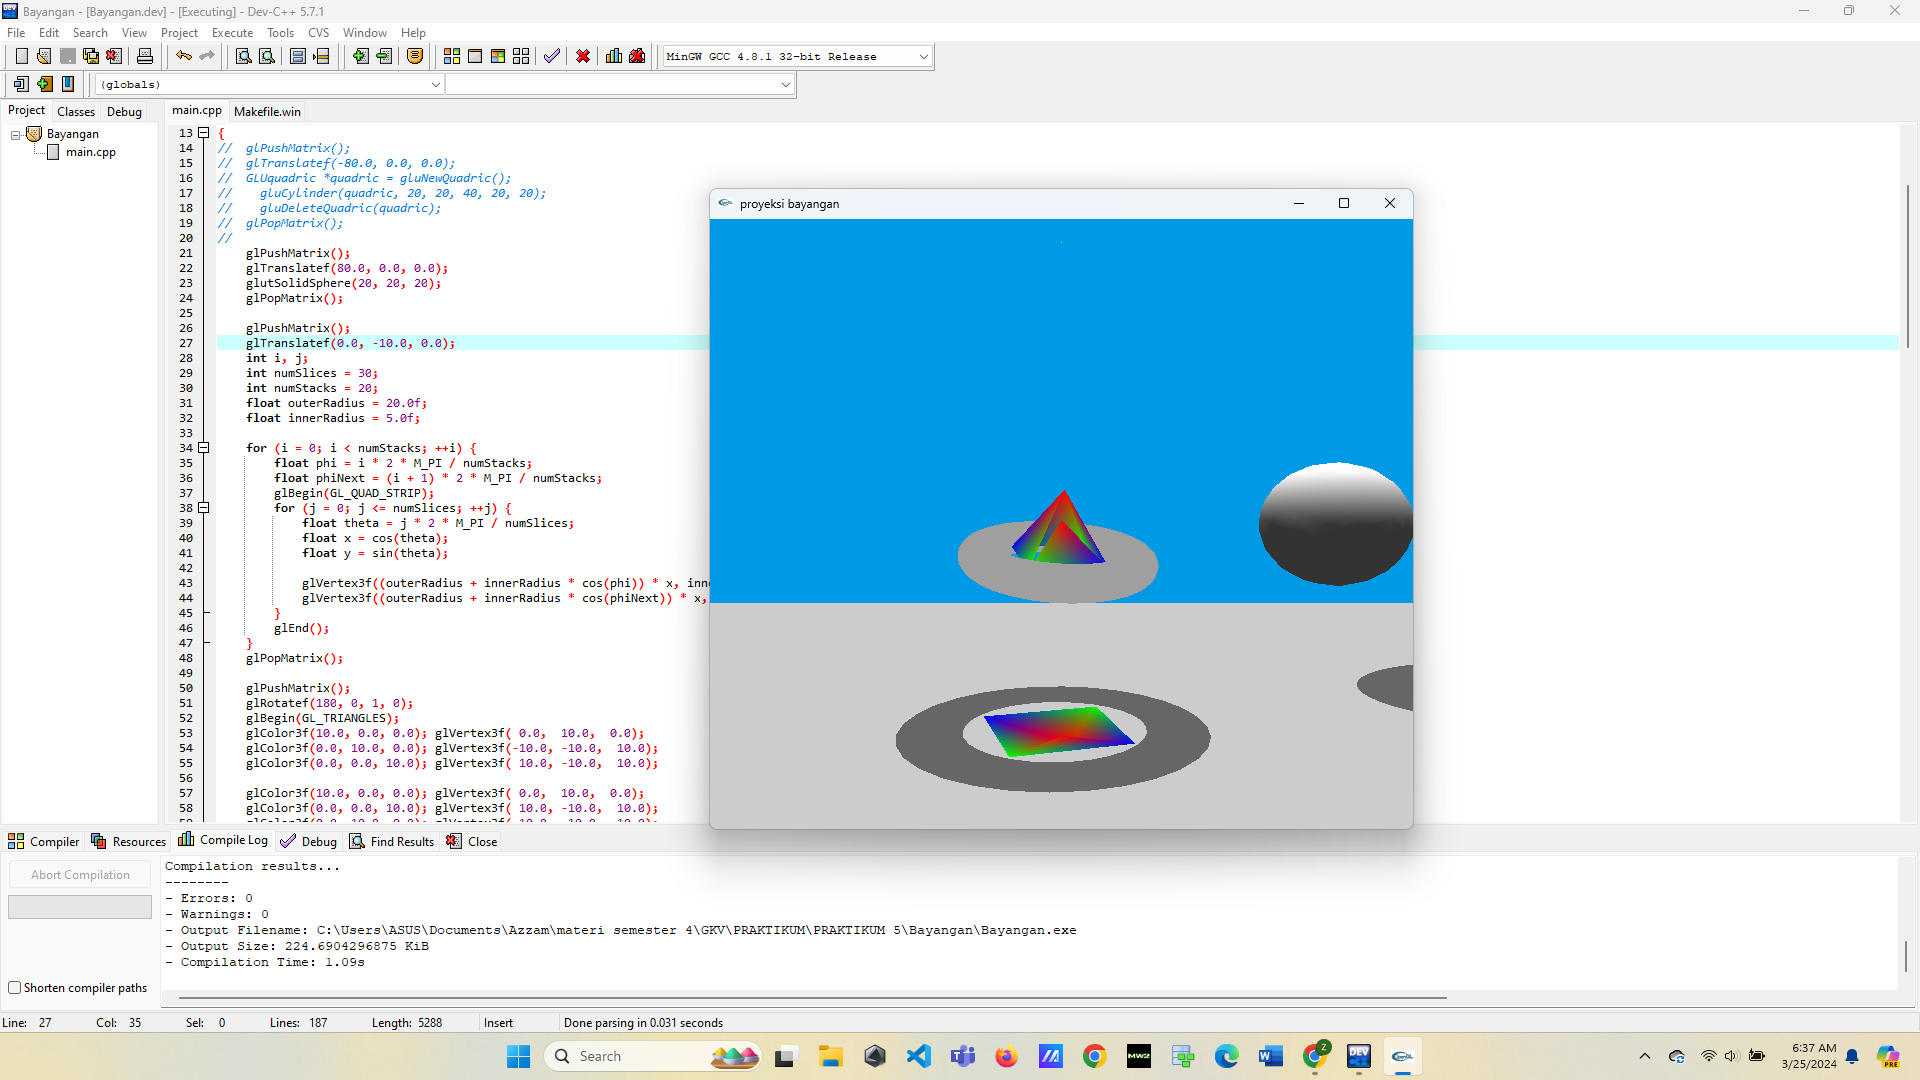 Bayangan - [Bayangan.dev] - [Executing] - Dev-C++ 5.7.1
File Edit Search View Project Execute Tools CVS Window Help
MinGW GCC 4.8.1 32-bit Release
(globals)
Project Classes Debug
main.cpp Makefile.win
Bayangan
main.cpp
13 {
14 // glPushMatrix();
15 // glTranslatef(-80.0, 0.0, 0.0);
16 // GLUquadric *quadric = gluNewQuadric();
17 // gluCylinder(quadric, 20, 20, 40, 20, 20);
18 // gluDeleteQuadric(quadric);
19 // glPopMatrix();
20 //
21 glPushMatrix();
22 glTranslatef(80.0, 0.0, 0.0);
23 glutSolidSphere(20, 20, 20);
24 glPopMatrix();
25
26 glPushMatrix();
27 glTranslatef(0.0, -10.0, 0.0);
28 int i, j;
29 int numSlices = 30;
30 int numStacks = 20;
31 float outerRadius = 20.0f;
32 float innerRadius = 5.0f;
33
34 for (i = 0; i < numStacks; ++i) {
35 float phi = i * 2 * M_PI / numStacks;
36 float phiNext = (i + 1) * 2 * M_PI / numStacks;
37 glBegin(GL_QUAD_STRIP);
38 for (j = 0; j <= numSlices; ++j) {
39 float theta = j * 2 * M_PI / numSlices;
40 float x = cos(theta);
41 float y = sin(theta);
42
43 glVertex3f((outerRadius + innerRadius * cos(phi)) * x, inn
44 glVertex3f((outerRadius + innerRadius * cos(phiNext)) * x,
45 }
46 glEnd();
47 }
48 glPopMatrix();
49
50 glPushMatrix();
51 glRotatef(180, 0, 1, 0);
52 glBegin(GL_TRIANGLES);
53 glColor3f(10.0, 0.0, 0.0); glVertex3f( 0.0, 10.0, 0.0);
54 glColor3f(0.0, 10.0, 0.0); glVertex3f(-10.0, -10.0, 10.0);
55 glColor3f(0.0, 0.0, 10.0); glVertex3f( 10.0, -10.0, 10.0);
56
57 glColor3f(10.0, 0.0, 0.0); glVertex3f( 0.0, 10.0, 0.0);
58 glColor3f(0.0, 0.0, 10.0); glVertex3f( 10.0, -10.0, 10.0);
proyeksi bayangan
Compiler Resources Compile Log Debug Find Results Close
Abort Compilation
Shorten compiler paths
Compilation results...
--------
- Errors: 0
- Warnings: 0
- Output Filename: C:\Users\ASUS\Documents\Azzam\materi semester 4\GKV\PRAKTIKUM\PRAKTIKUM 5\Bayangan\Bayangan.exe
- Output Size: 224.6904296875 KiB
- Compilation Time: 1.09s
Line: 27 Col: 35 Sel: 0 Lines: 187 Length: 5288 Insert Done parsing in 0.031 seconds
Search
6:37 AM
3/25/2024